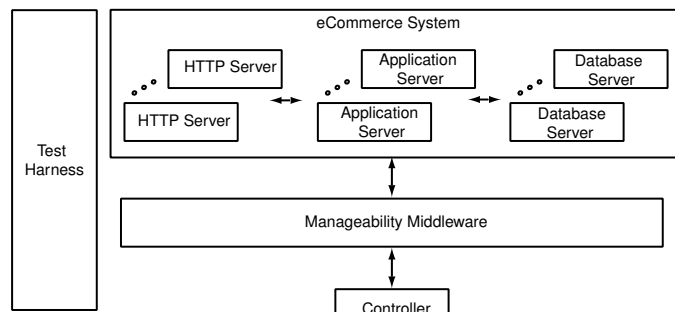 eCommerce System
HTTP Server
Application
Server
Database
Server
HTTP Server
Application
Server
Database
Server
Test
Harness
Manageability Middleware
Controller